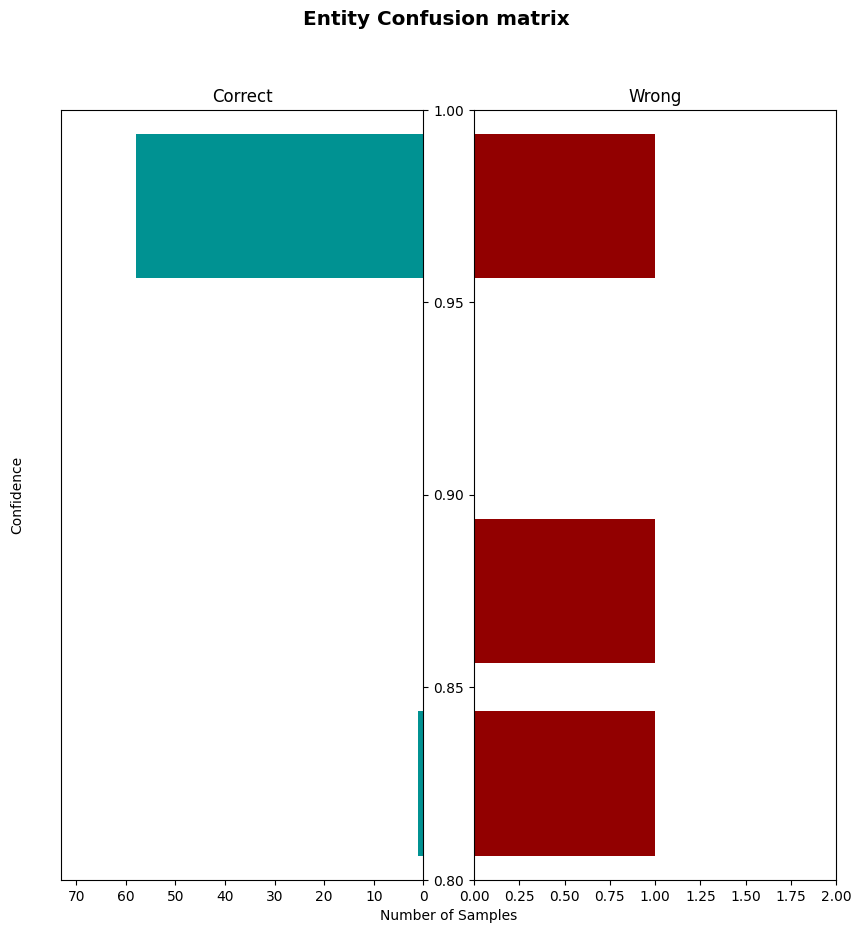 Entity Confusion matrix
Correct
Wrong
1.00
0.95
0.90
0.85
0.80
Confidence
70 60 50 40 30 20 10 0
0.00 0.25 0.50 0.75 1.00 1.25 1.50 1.75 2.00
Number of Samples